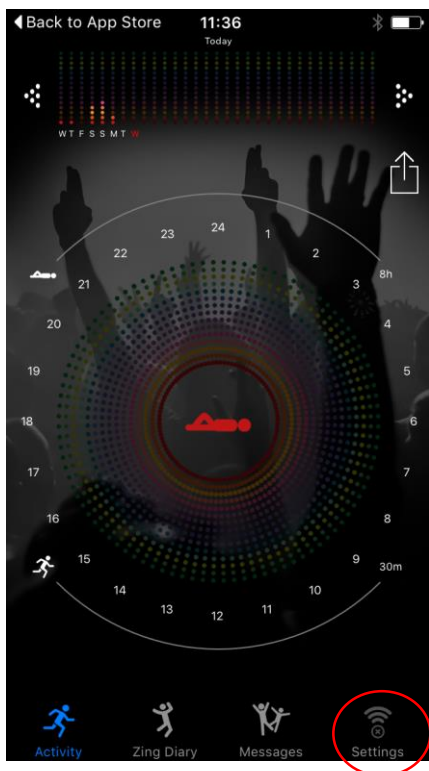 Back to App Store 11:36
Today
W T F S S M T W
24
23 1
22 2
21 3 8h
20 4
19 5
18 6
17 7
16 8
15 9 30m
14 10
13 11
12
Activity Zing Diary Messages Settings